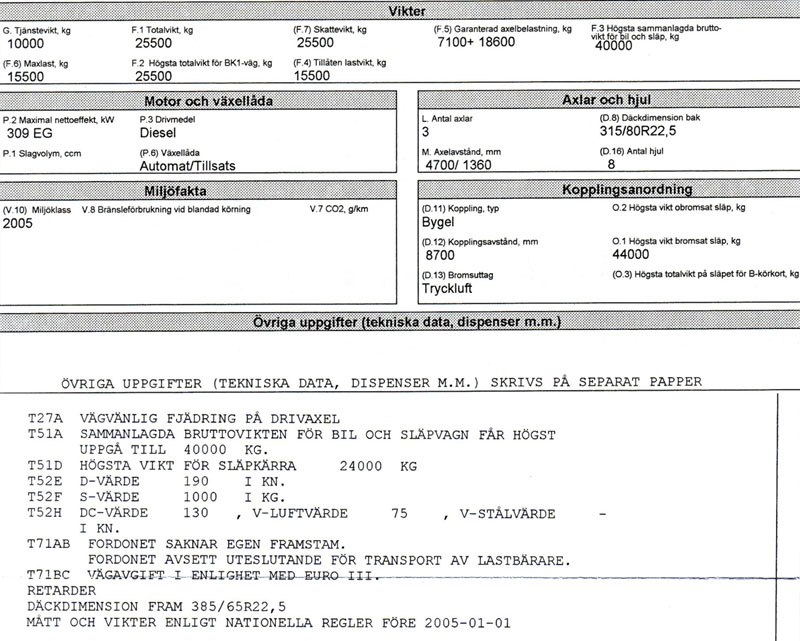 Vikter
G. Tjänstevikt, kg
10000
F.1 Totalvikt, kg
25500
(F.7) Skattevikt, kg
25500
(F.5) Garanterad axelbelastning, kg
7100+ 18600
F.3 Högsta sammanlagda brutto-
vikt för bil och släp, kg
40000
(F.6) Maxlast, kg
15500
F.2 Högsta totalvikt för BK1-väg, kg
25500
(F.4) Tillåten lastvikt, kg
15500
Motor och växellåda
P.2 Maximal nettoeffekt, kW
309 EG
P.3 Drivmedel
Diesel
P.1 Slagvolym, ccm
(P.6) Växellåda
Automat/Tillsats
Axlar och hjul
L. Antal axlar
3
(D.8) Däckdimension bak
315/80R22,5
M. Axelavstånd, mm
4700/ 1360
(D.16) Antal hjul
8
Miljöfakta
(V.10) Miljöklass
2005
V.8 Bränsleförbrukning vid blandad körning
V.7 CO2, g/km
Kopplingsanordning
(D.11) Koppling, typ
Bygel
O.2 Högsta vikt obromsat släp, kg
(D.12) Kopplingsavstånd, mm
8700
O.1 Högsta vikt bromsat släp, kg
44000
(D.13) Bromsuttag
Tryckluft
(O.3) Högsta totalvikt på släpet för B-körkort, kg
Övriga uppgifter (tekniska data, dispenser m.m.)
ÖVRIGA UPPGIFTER (TEKNISKA DATA, DISPENSER M.M.) SKRIVS PÅ SEPARAT PAPPER
T27A VÄGVÄNLIG FJÄDRING PÅ DRIVAXEL
T51A SAMMANLAGDA BRUTTOVIKTEN FÖR BIL OCH SLÄPVAGN FÅR HÖGST
UPPGÅ TILL 40000 KG.
T51D HÖGSTA VIKT FÖR SLÄPKÄRRA 24000 KG
T52E D-VÄRDE 190 I KN.
T52F S-VÄRDE 1000 I KG.
T52H DC-VÄRDE 130 , V-LUFTVÄRDE 75 , V-STÅLVÄRDE -
I KN.
T71AB FORDONET SAKNAR EGEN FRAMSTAM.
FORDONET AVSETT UTESLUTANDE FÖR TRANSPORT AV LASTBÄRARE.
T71BC VÄGAVGIFT I ENLIGHET MED EURO III.
RETARDER
DÄCKDIMENSION FRAM 385/65R22,5
MÅTT OCH VIKTER ENLIGT NATIONELLA REGLER FÖRE 2005-01-01